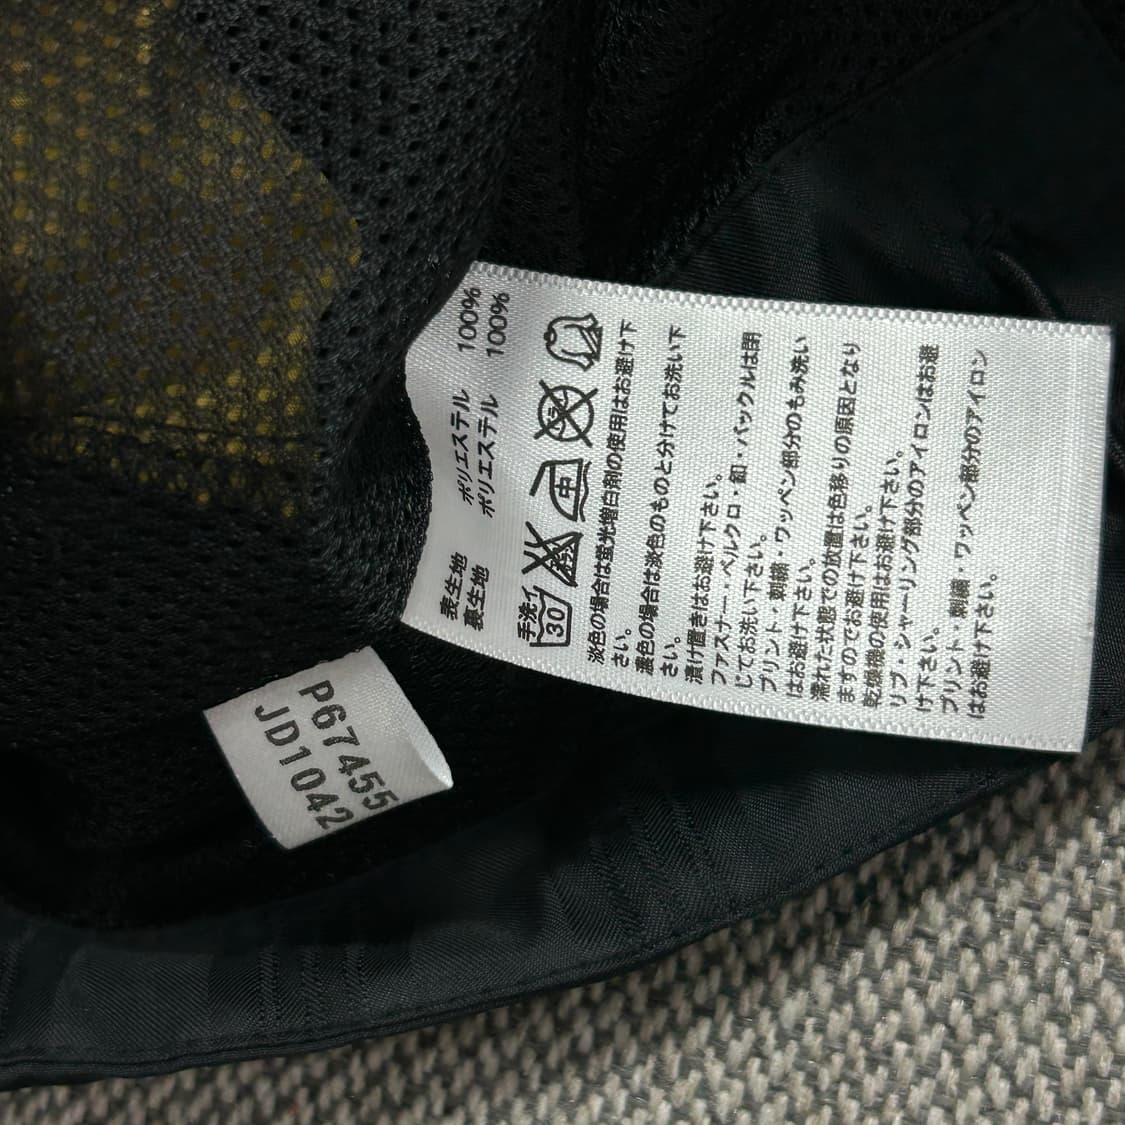 表生地 ポリエステル 100%
裏生地 ポリエステル 100%
手洗イ
30
中
淡色の場合は蛍光増白剤の使用はお避け下
さい。
濃色の場合は淡色のものと分けてお洗い下
さい。
漬け置きはお避け下さい。
ファスナー・ベルクロ・釦・バックルは閉
じてお洗い下さい。
プリント・刺繍・ワッペン部分のもみ洗い
はお避け下さい。
濡れた状態での放置は色移りの原因となり
ますのでお避け下さい。
乾燥機の使用はお避け下さい。
リブ・シャーリング部分のアイロンはお避
け下さい。
プリント・刺繍・ワッペン部分のアイロン
はお避け下さい。
P67455
JD1042